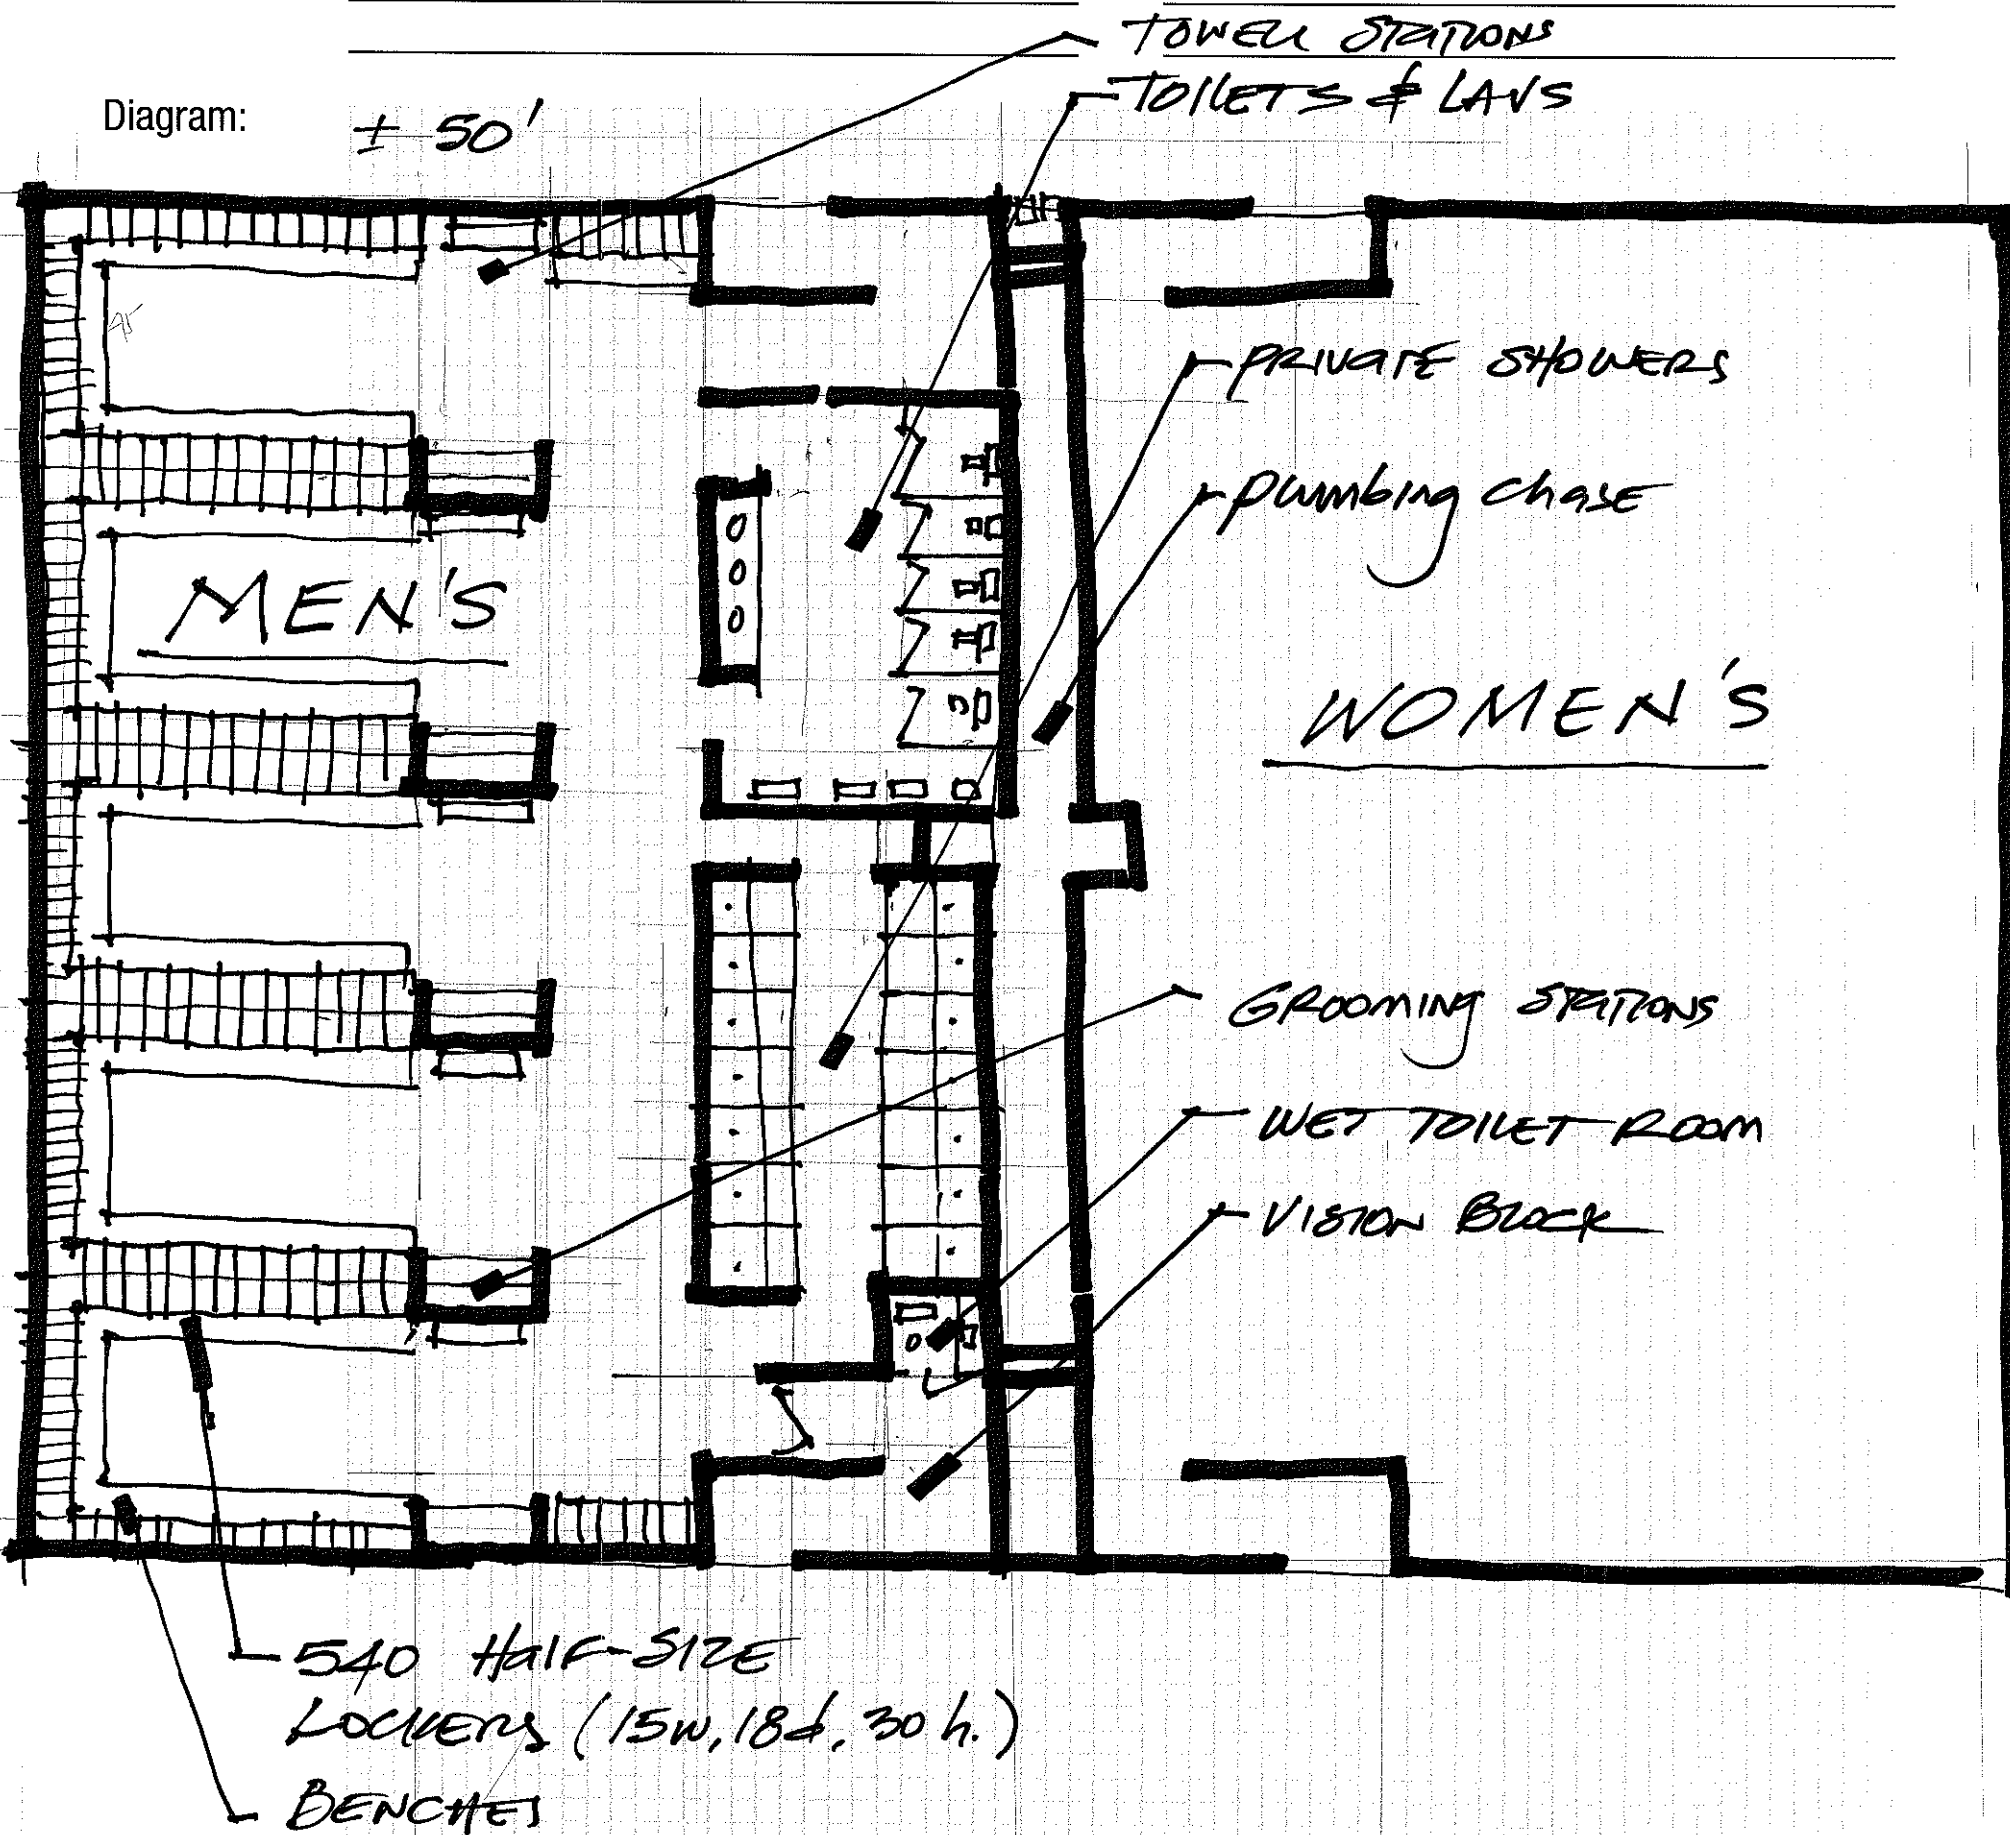 TOWEL STATIONS
TOILETS & LAVS
Diagram:
± 50'
PRIVATE SHOWERS
PLUMBING CHASE
MEN'S
WOMEN'S
GROOMING STATIONS
WET TOILET ROOM
VISION BLOCK
540 HALF-SIZE
LOCKERS (15w, 18d, 30 h.)
BENCHES